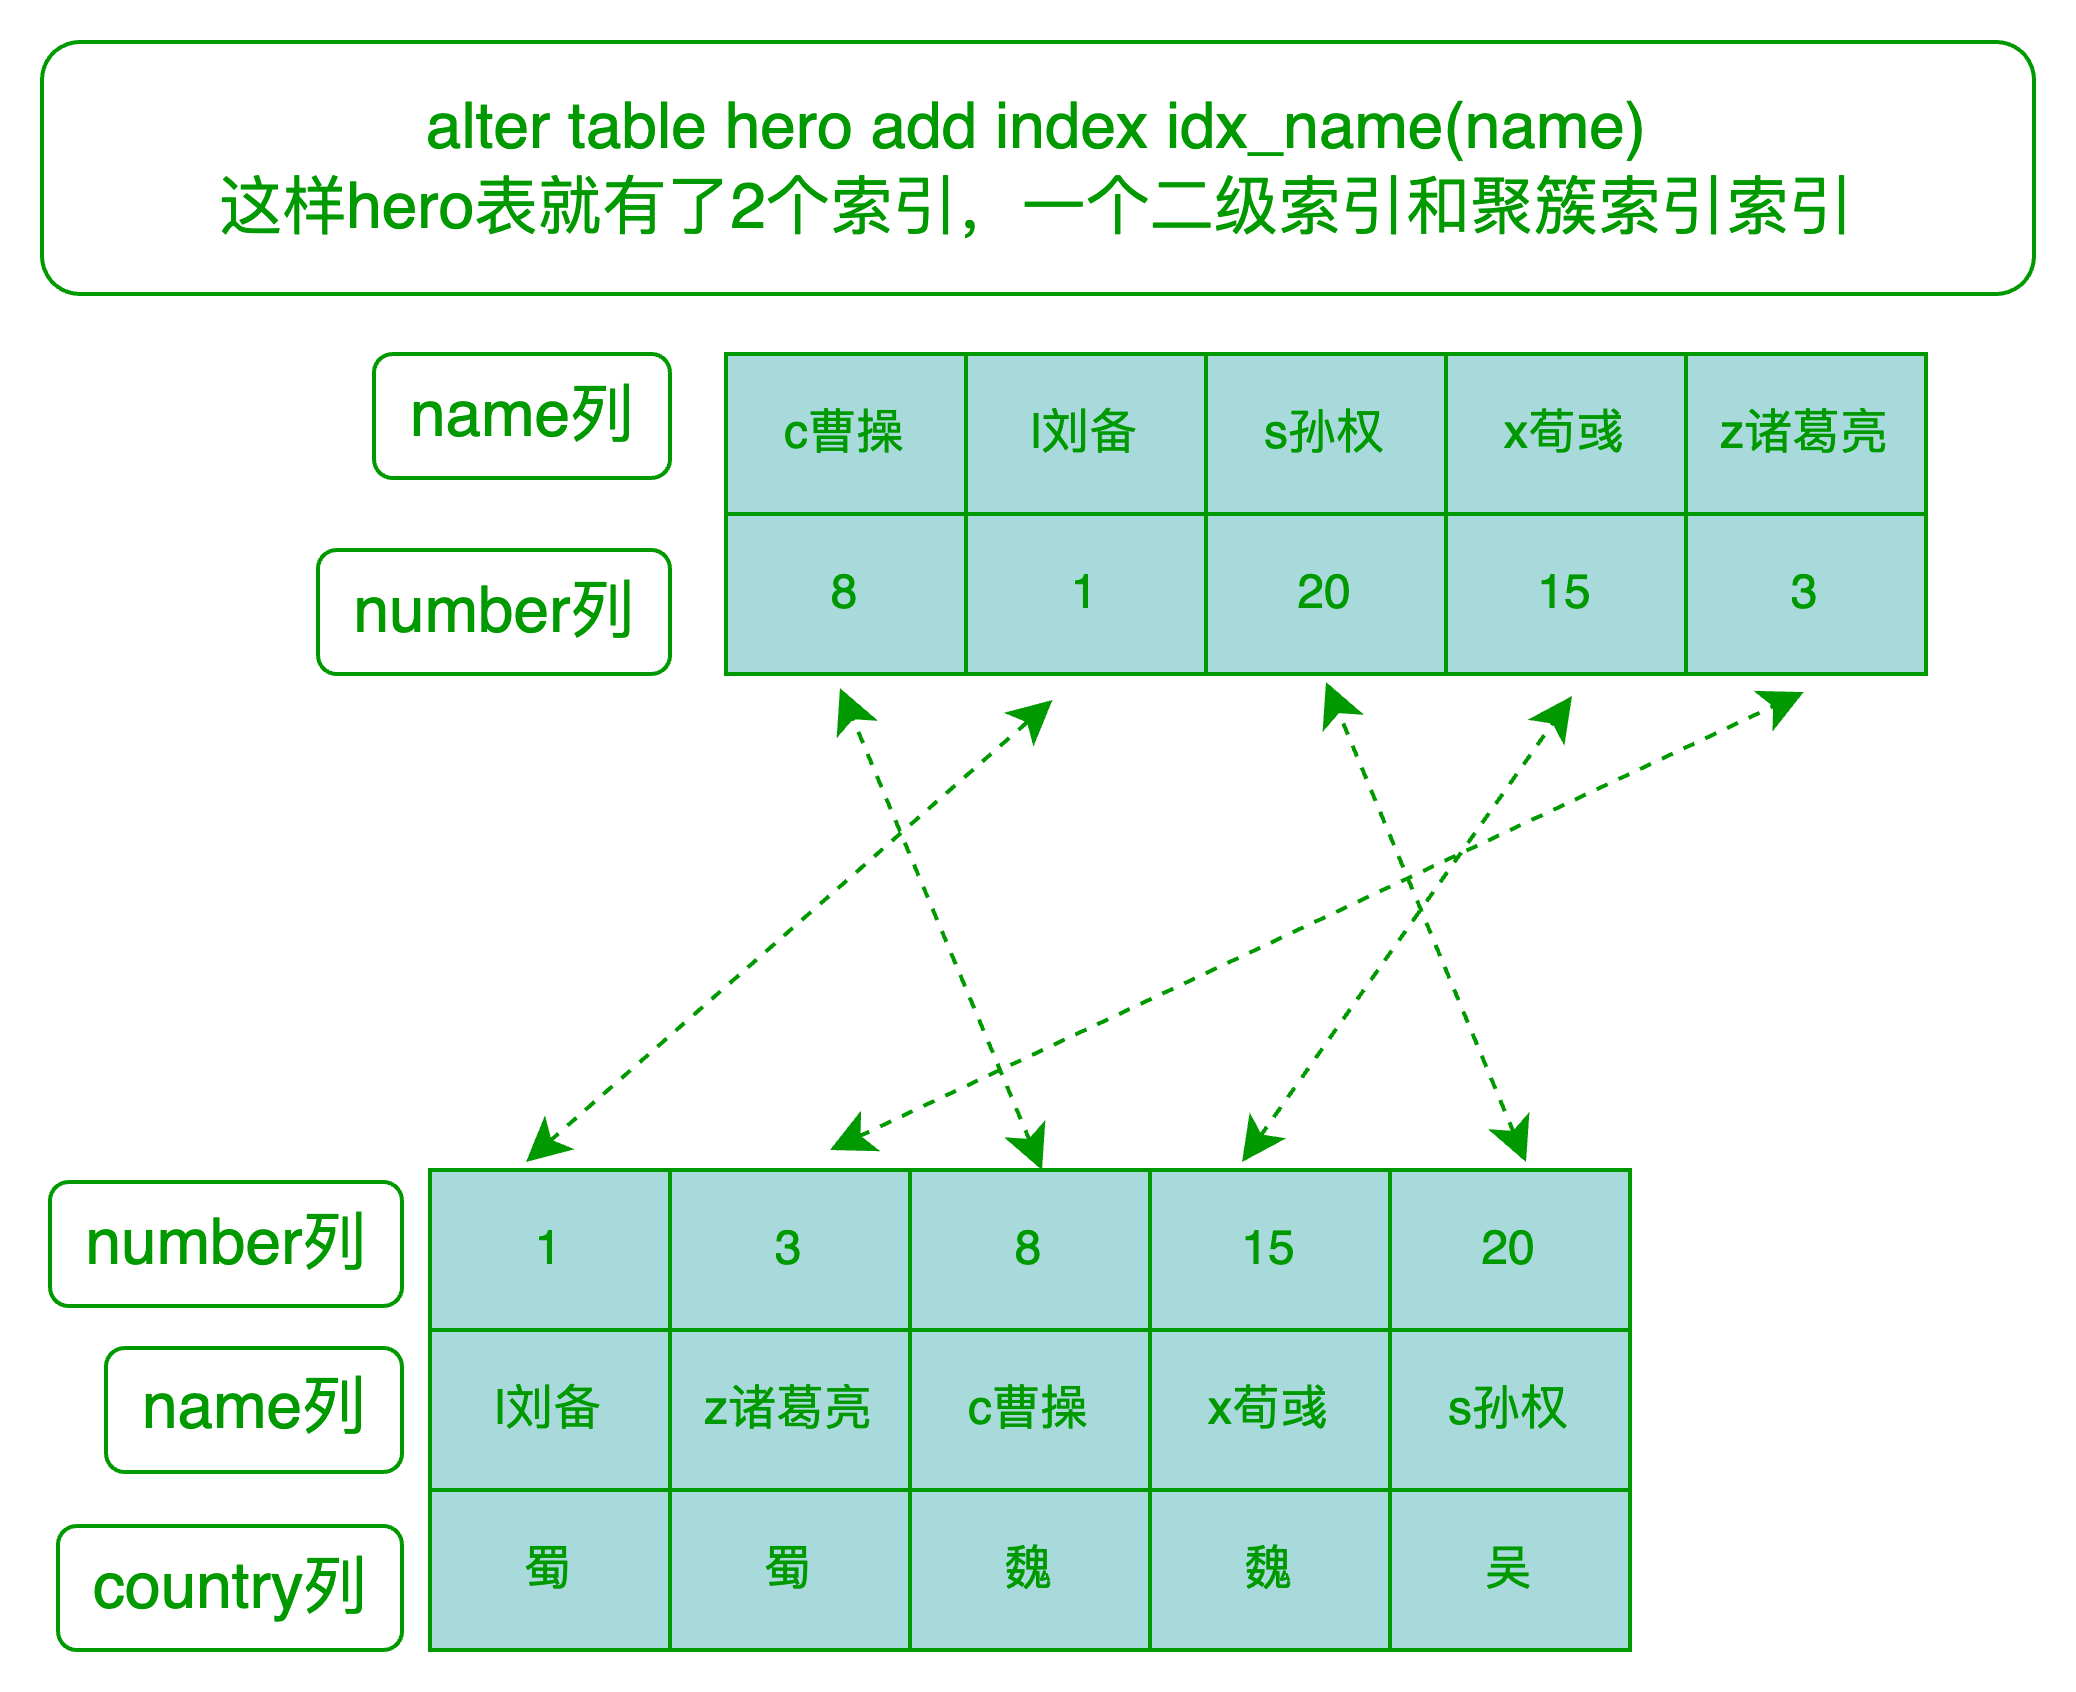 alter table hero add index idx_name(name)
这样hero表就有了2个索引，一个二级索引和聚簇索引索引
name列
c曹操 l刘备 s孙权 x荀彧 z诸葛亮
number列
8 1 20 15 3
number列
1 3 8 15 20
name列
l刘备 z诸葛亮 c曹操 x荀彧 s孙权
country列
蜀 蜀 魏 魏 吴